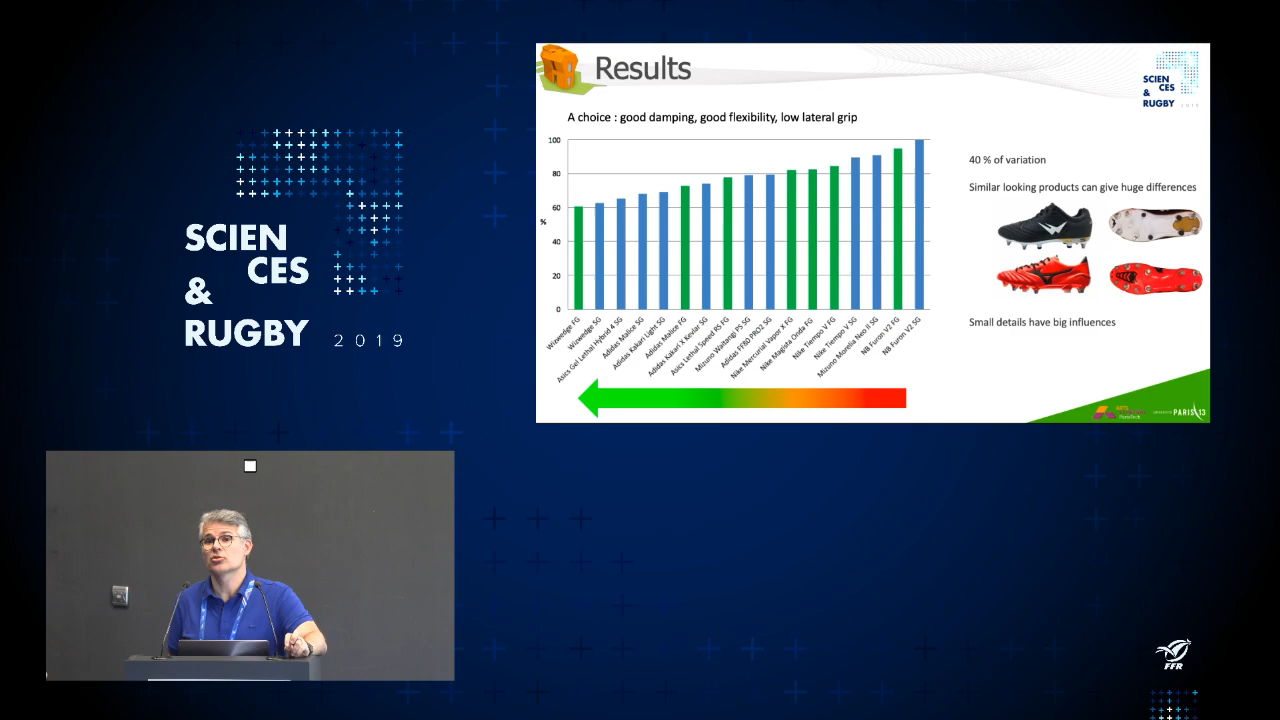 SCIEN
CES
&
RUGBY
2019
Results
SCIEN
CES
&
RUGBY 2019
A choice : good damping, good flexibility, low lateral grip
100
80
60
40
20
0
%
Wizwedge FG
Wizwedge SG
Asics Gel Lethal Hybrid 4 SG
Adidas Malice SG
Adidas Kakari Light SG
Adidas Malice FG
Adidas Kakari X Kevlar SG
Asics Lethal Speed RS FG
Mizuno Waitangi PS SG
Adidas FF80 PRO2 SG
Nike Mercurial Vapor X FG
Nike Magista Onda FG
Nike Tiempo V FG
Nike Tiempo V SG
Mizuno Morelia Neo II SG
NB Furon V2 FG
NB Furon V2 SG
40 % of variation
Similar looking products can give huge differences
Small details have big influences
ParisTech
PARIS 13
FFR